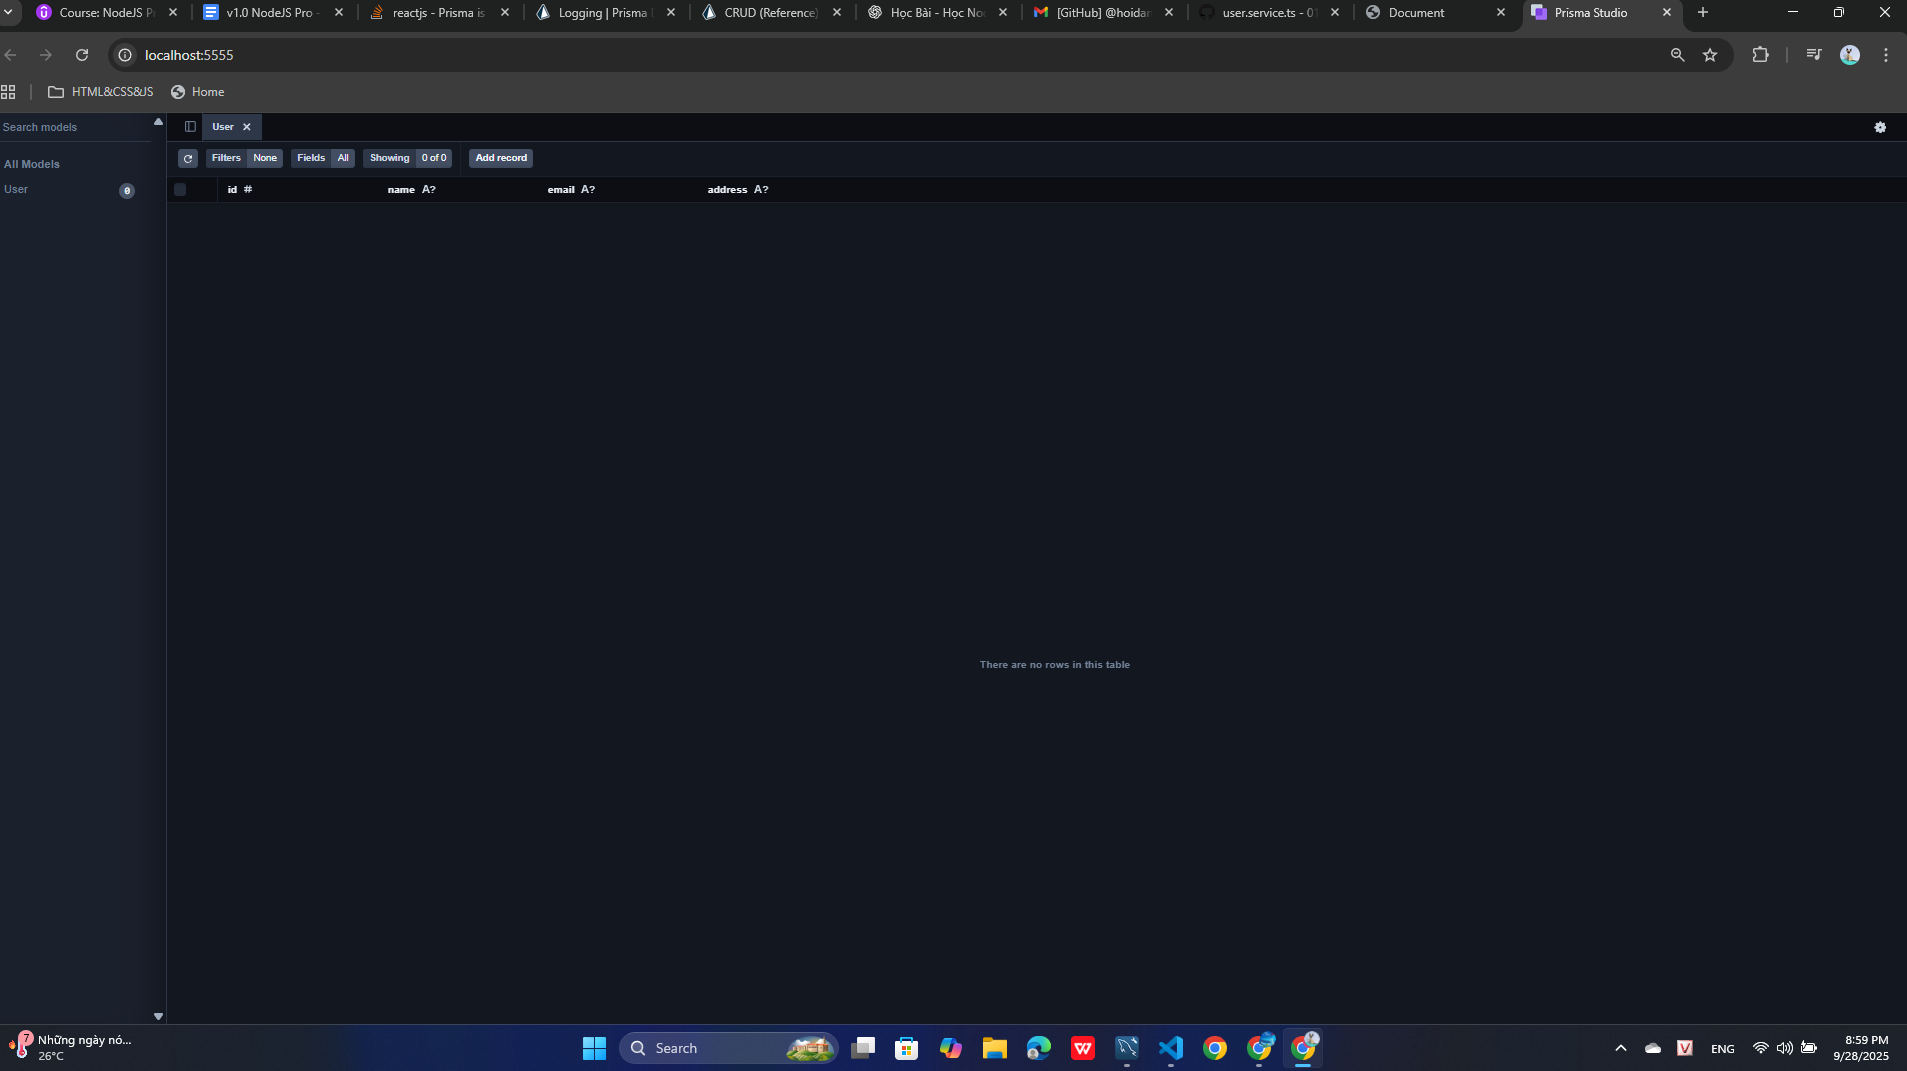 Course: NodeJS P
v1.0 NodeJS Pro -
reactjs - Prisma is
Logging | Prisma
CRUD (Reference)
Học Bài - Học Noc
[GitHub] @hoidan
user.service.ts - 01
Document
Prisma Studio
localhost:5555
HTML&CSS&JS
Home
Search models
User
All Models
User
0
Filters None
Fields All
Showing 0 of 0
Add record
id #
name A?
email A?
address A?
There are no rows in this table
7
Những ngày nó...
26°C
Search
ENG
8:59 PM
9/28/2025